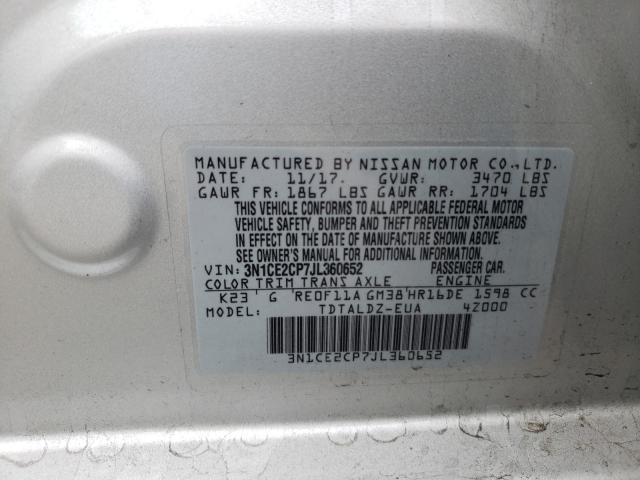 MANUFACTURED BY NISSAN MOTOR CO.,LTD.
DATE: 11/17. GVWR: 3470 LBS
GAWR FR: 1867 LBS GAWR RR: 1704 LBS
THIS VEHICLE CONFORMS TO ALL APPLICABLE FEDERAL MOTOR
VEHICLE SAFETY, BUMPER AND THEFT PREVENTION STANDARDS
IN EFFECT ON THE DATE OF MANUFACTURE SHOWN ABOVE.
SEE OWNER'S MANUAL FOR ADDITIONAL INFORMATION.
VIN: 3N1CE2CP7JL360652 PASSENGER CAR.
COLOR TRIM TRANS AXLE ENGINE
K23 G RE0F11A GM38 HR16DE 1598 CC
MODEL: TDTALDZ-EUA 4Z000
3N1CE2CP7JL360652